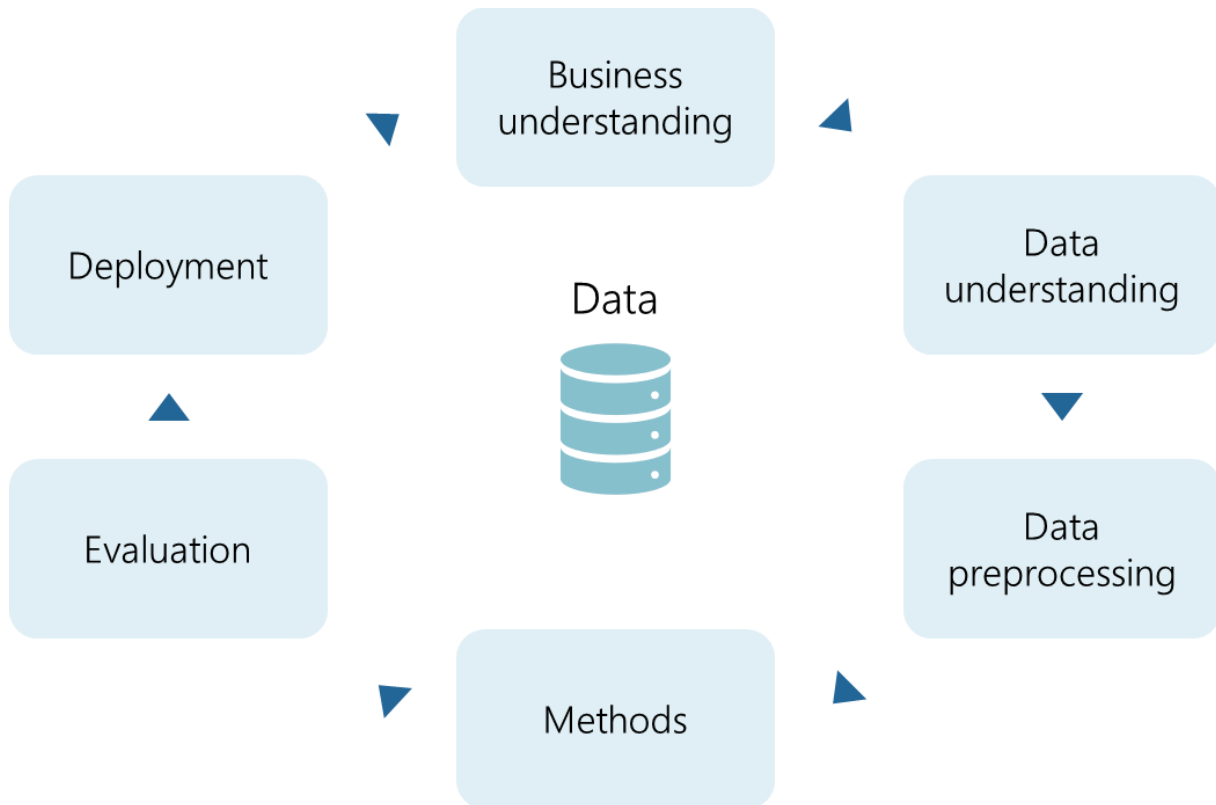 Business
understanding
Data
understanding
Data
preprocessing
Methods
Evaluation
Deployment
Data